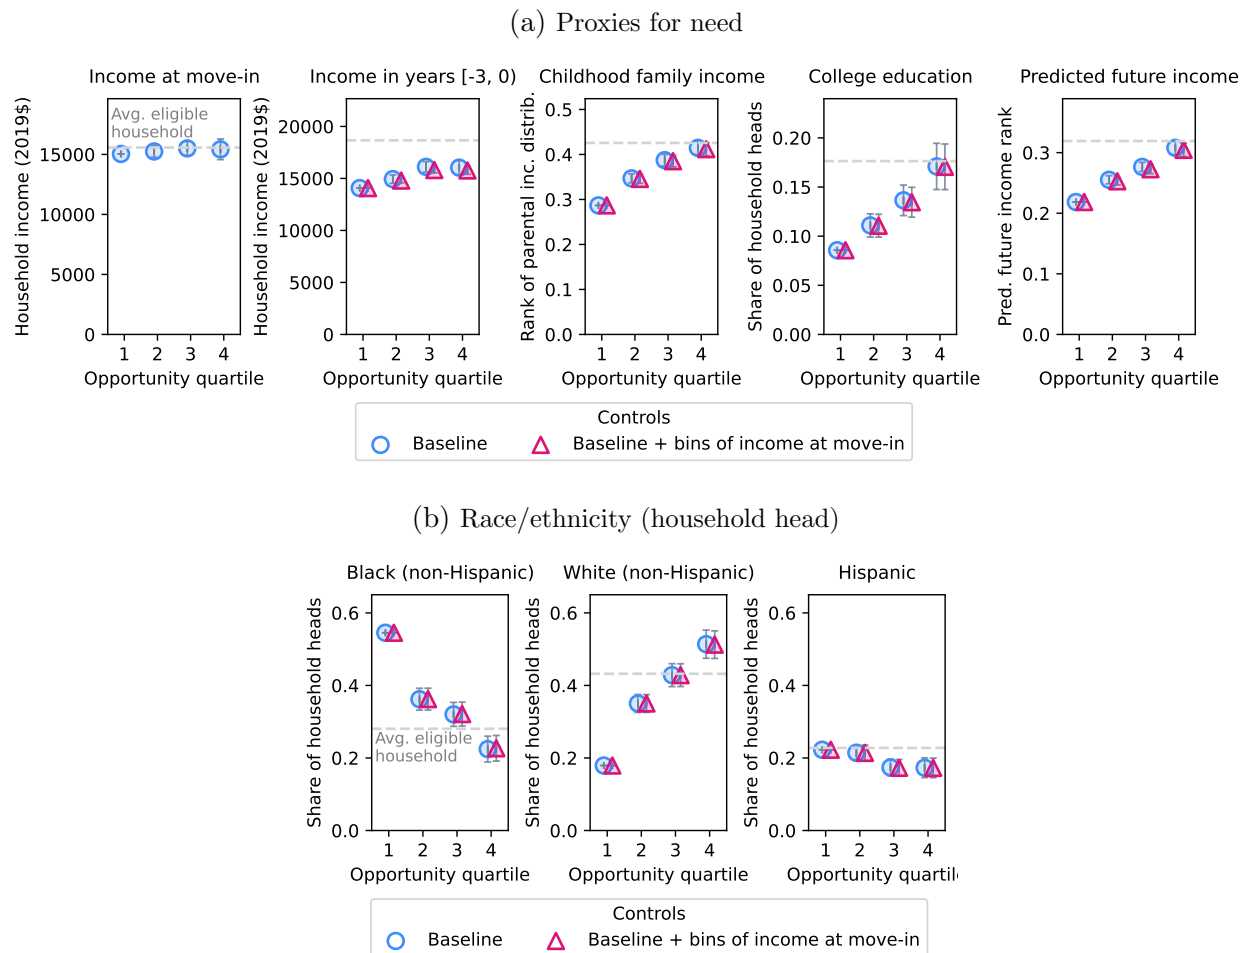 (a) Proxies for need
Income at move-in
Household income (2019$)
15000
10000
5000
0
Avg. eligible
household
1 2 3 4
Opportunity quartile
Income in years [-3, 0)
Household income (2019$)
20000
15000
10000
5000
0
1 2 3 4
Opportunity quartile
Childhood family income
Rank of parental inc. distrib.
0.5
0.4
0.3
0.2
0.1
0.0
1 2 3 4
Opportunity quartile
College education
Share of household heads
0.20
0.15
0.10
0.05
0.00
1 2 3 4
Opportunity quartile
Predicted future income
Pred. future income rank
0.3
0.2
0.1
0.0
1 2 3 4
Opportunity quartile
Controls
Baseline
Baseline + bins of income at move-in
(b) Race/ethnicity (household head)
Black (non-Hispanic)
Share of household heads
0.6
0.4
0.2
0.0
Avg. eligible
household
1 2 3 4
Opportunity quartile
White (non-Hispanic)
Share of household heads
0.6
0.4
0.2
0.0
1 2 3 4
Opportunity quartile
Hispanic
Share of household heads
0.6
0.4
0.2
0.0
1 2 3 4
Opportunity quartil
Controls
Baseline
Baseline + bins of income at move-in